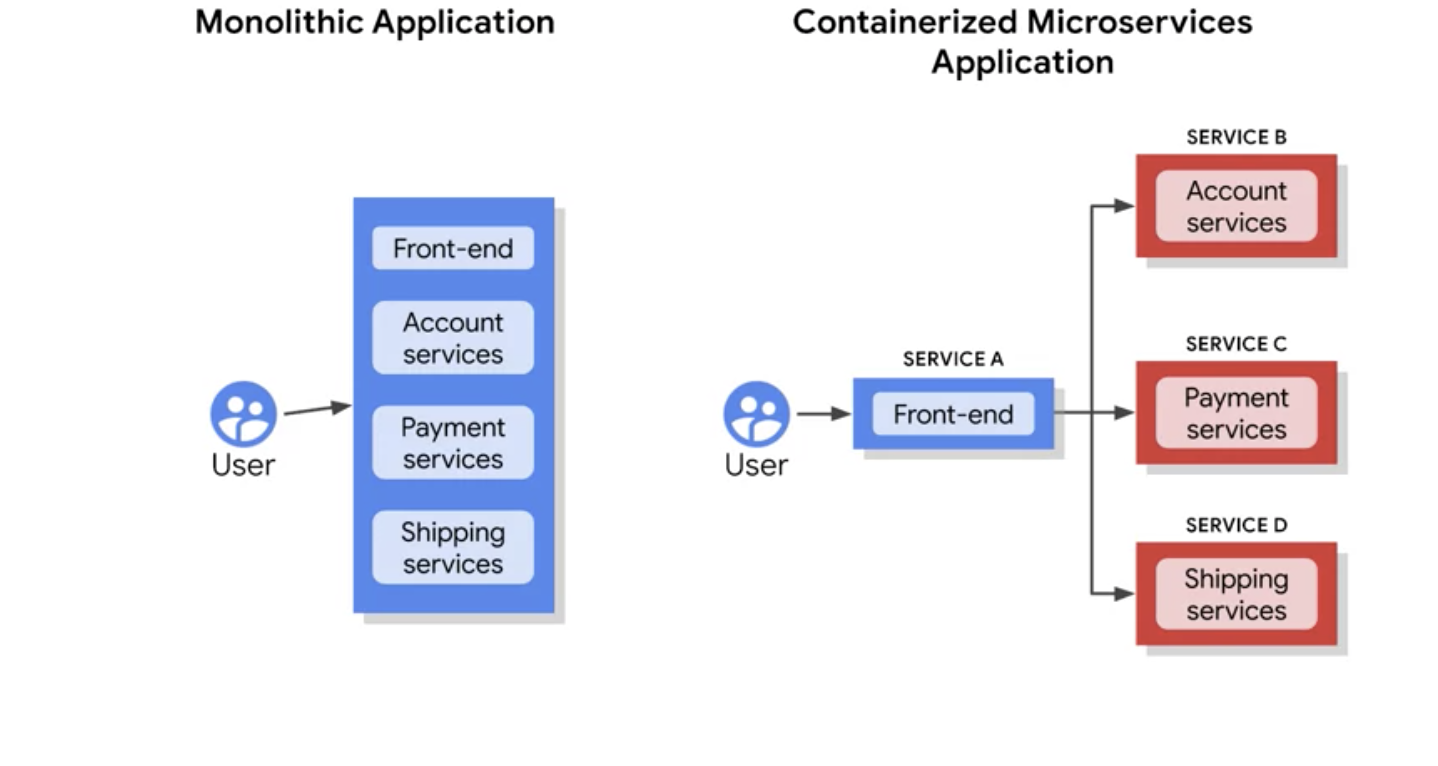 Monolithic Application
Front-end
Account
services
Payment
services
Shipping
services
User
Containerized Microservices
Application
User
SERVICE A
Front-end
SERVICE B
Account
services
SERVICE C
Payment
services
SERVICE D
Shipping
services